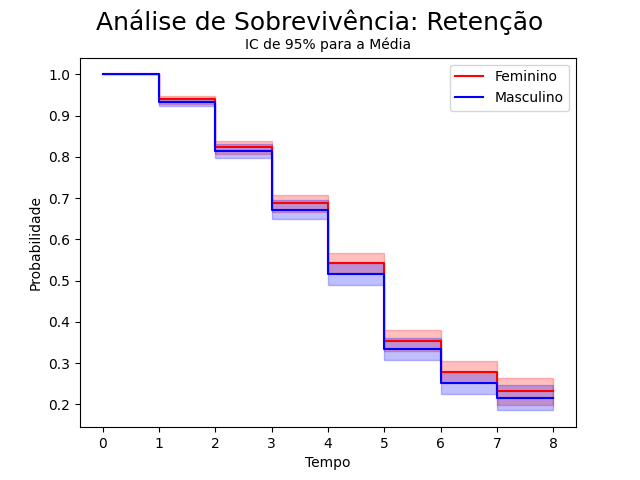 Análise de Sobrevivência: Retenção
IC de 95% para a Média
Feminino
Masculino
Probabilidade
1.0
0.9
0.8
0.7
0.6
0.5
0.4
0.3
0.2
0 1 2 3 4 5 6 7 8
Tempo